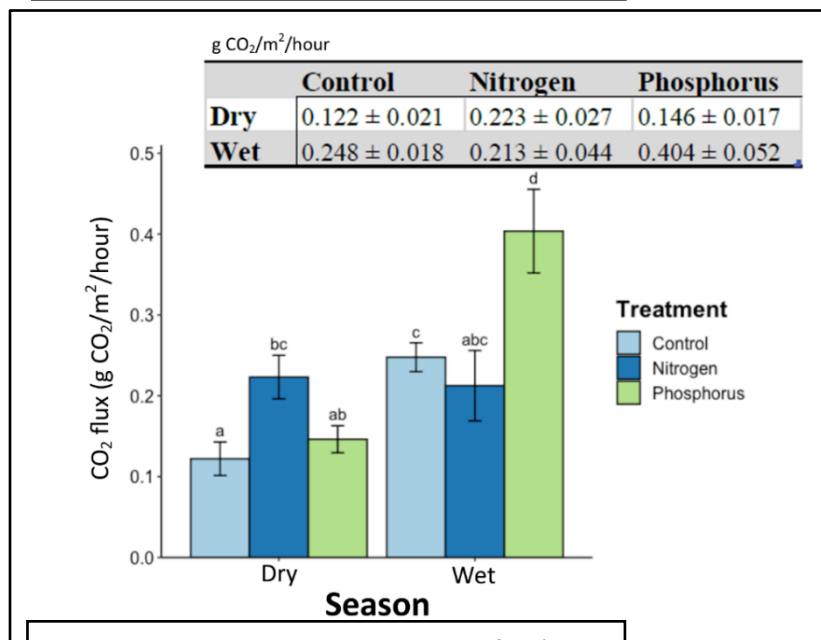 g CO₂/m²/hour
Control Nitrogen Phosphorus
Dry 0.122 ± 0.021 0.223 ± 0.027 0.146 ± 0.017
Wet 0.248 ± 0.018 0.213 ± 0.044 0.404 ± 0.052
0.5
0.4
0.3
0.2
0.1
0.0
CO₂ flux (g CO₂/m²/hour)
a
bc
ab
c
abc
d
Dry
Wet
Season
Treatment
Control
Nitrogen
Phosphorus